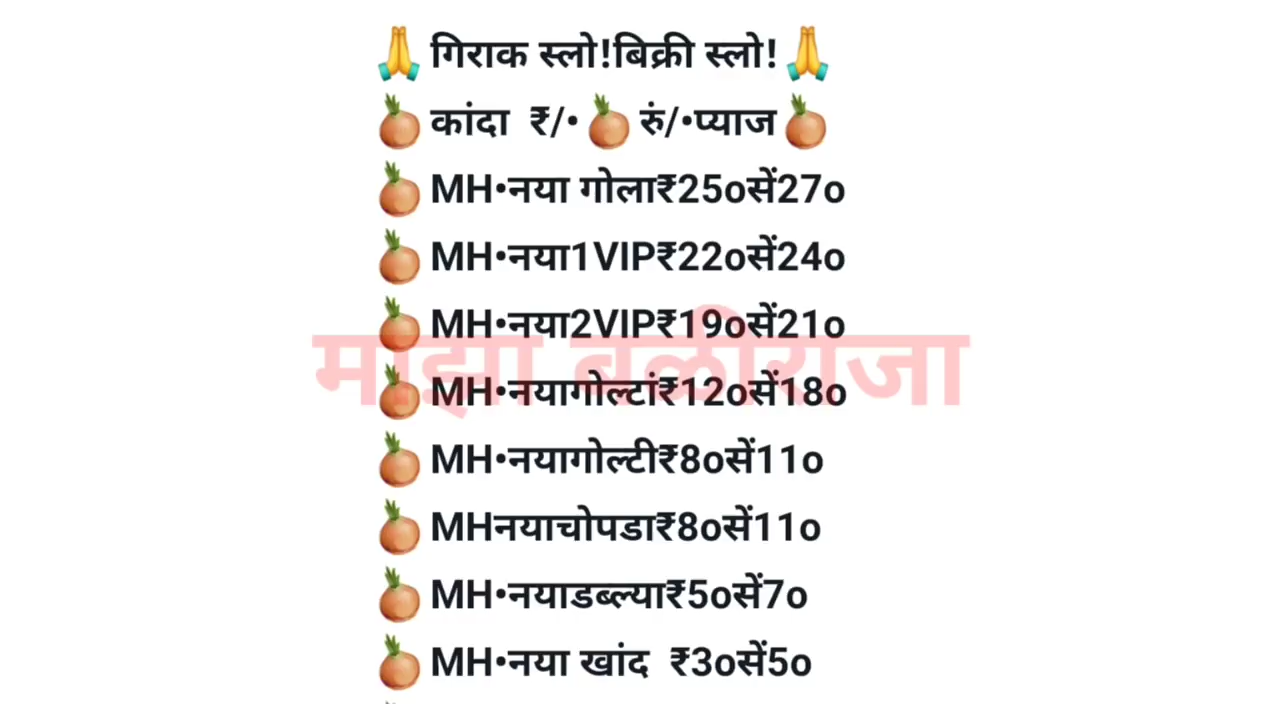 🙏गिराक स्लो!बिक्री स्लो!🙏
🧅कांदा ₹/•🧅रुं/•प्याज🧅
🧅MH•नया गोला₹25oसें27o
🧅MH•नया1VIP₹22oसें24o
🧅MH•नया2VIP₹19oसें21o
माझा बळीराजा
🧅MH•नयागोल्टां₹12oसें18o
🧅MH•नयागोल्टी₹8oसें11o
🧅MHनयाचोपडा₹8oसें11o
🧅MH•नयाडब्ल्या₹5oसें7o
🧅MH•नया खांद ₹3oसें5o